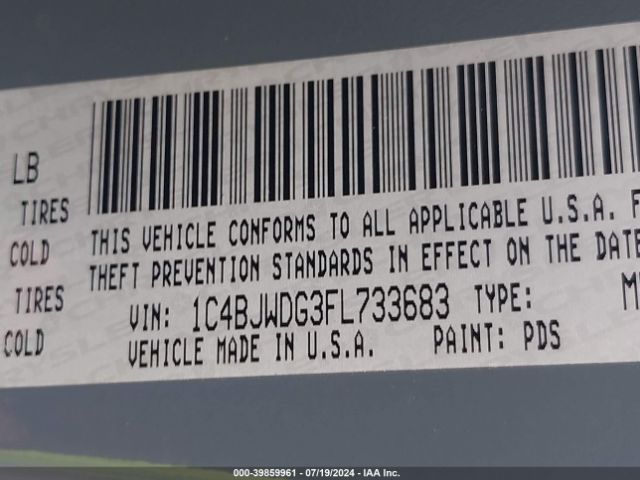 LB
TIRES
COLD
TIRES
COLD
THIS VEHICLE CONFORMS TO ALL APPLICABLE U.S.A. F
THEFT PREVENTION STANDARDS IN EFFECT ON THE DATE
VIN: 1C4BJWDG3FL733683 TYPE: M
VEHICLE MADE IN U.S.A. PAINT: PDS
000-39859961 - 07/19/2024 - IAA Inc.